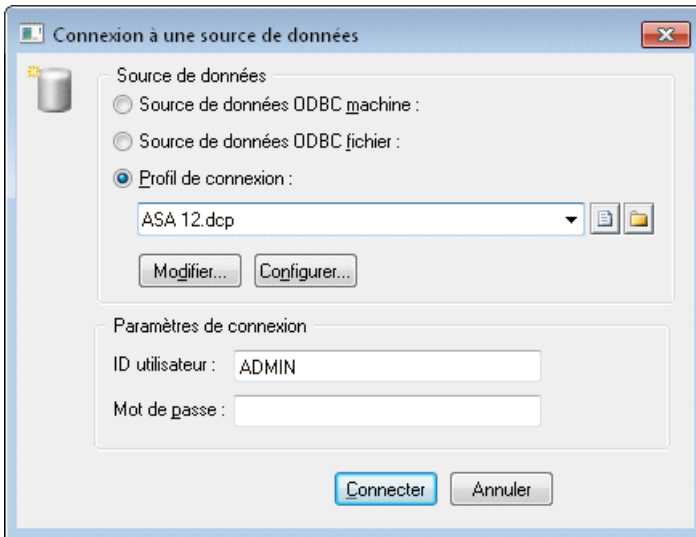 Connexion à une source de données
Source de données
Source de données ODBC machine :
Source de données ODBC fichier :
Profil de connexion :
ASA 12.dcp
Modifier... Configurer...
Paramètres de connexion
ID utilisateur : ADMIN
Mot de passe :
Connecter Annuler